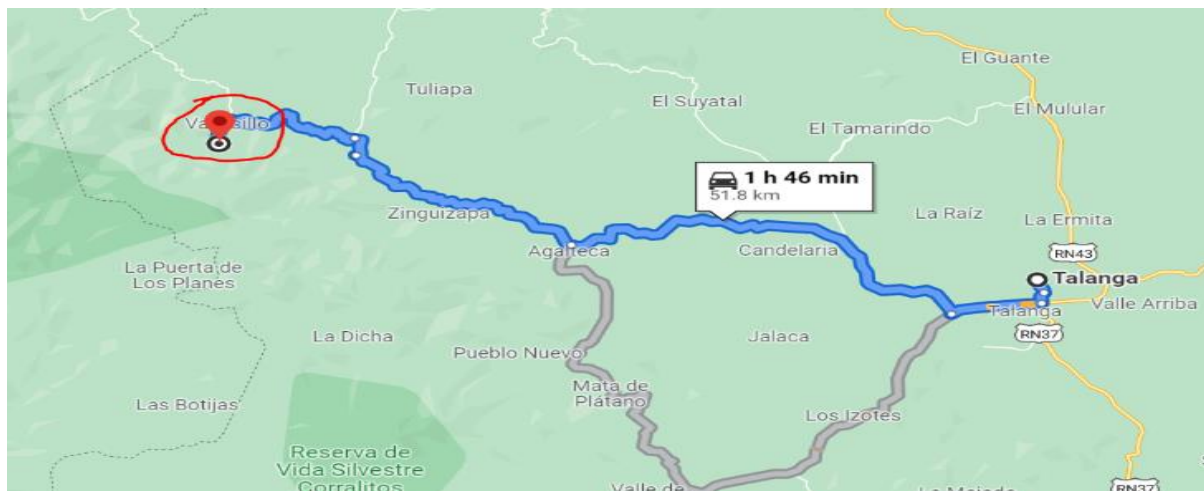 El Guante
Tuliapa
El Suyatal
El Mulular
El Tamarindo
1 h 46 min
51.8 km
Zinguizapa
La Raíz
La Ermita
Agalteca
Candelaria
RN43
La Puerta de
Los Planes
Talanga
Talanga
Valle Arriba
La Dicha
Jalaca
RN37
Pueblo Nuevo
Mata de
Plátano
Las Botijas
Los Izotes
Reserva de
Vida Silvestre
Corralitos
Valle de
RN37